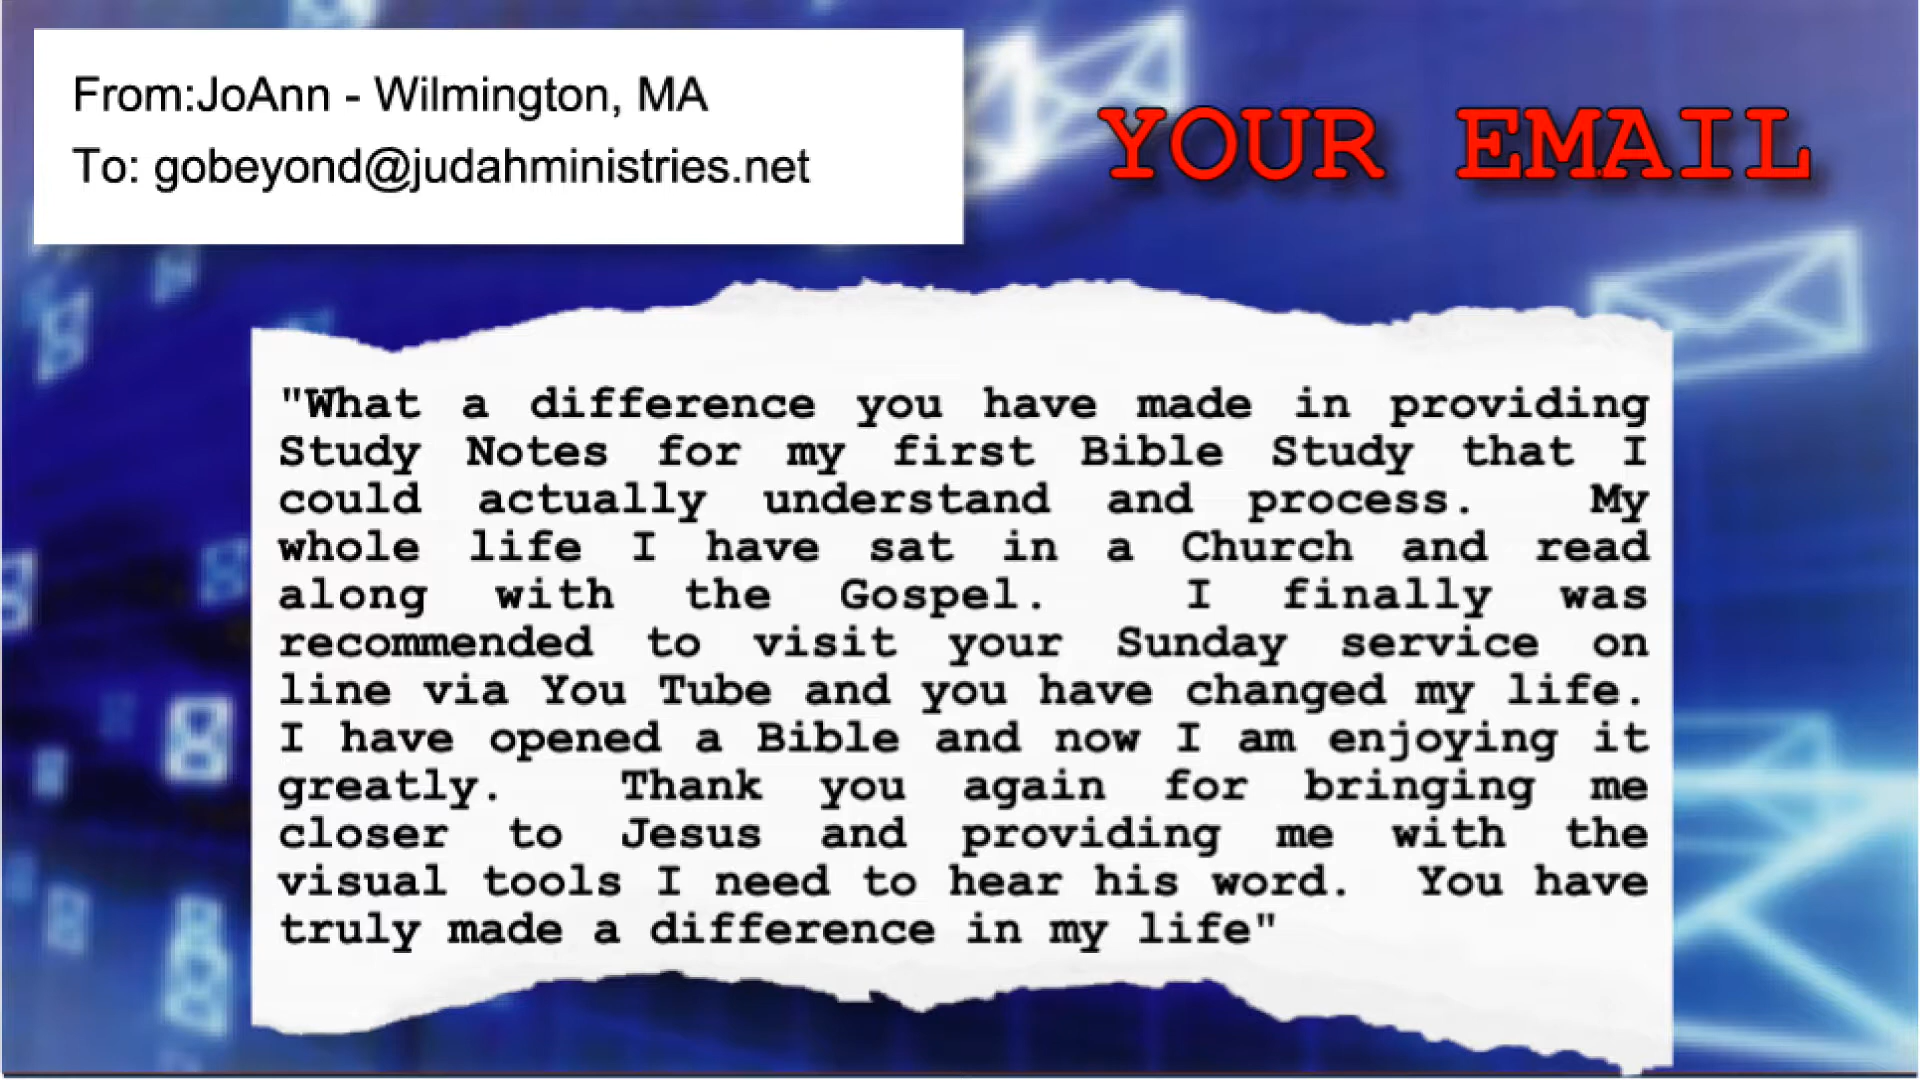 From:JoAnn - Wilmington, MA
To: gobeyond@judahministries.net
YOUR EMAIL
"What a difference you have made in providing
Study Notes for my first Bible Study that I
could actually understand and process. My
whole life I have sat in a Church and read
along with the Gospel. I finally was
recommended to visit your Sunday service on
line via You Tube and you have changed my life.
I have opened a Bible and now I am enjoying it
greatly. Thank you again for bringing me
closer to Jesus and providing me with the
visual tools I need to hear his word. You have
truly made a difference in my life"